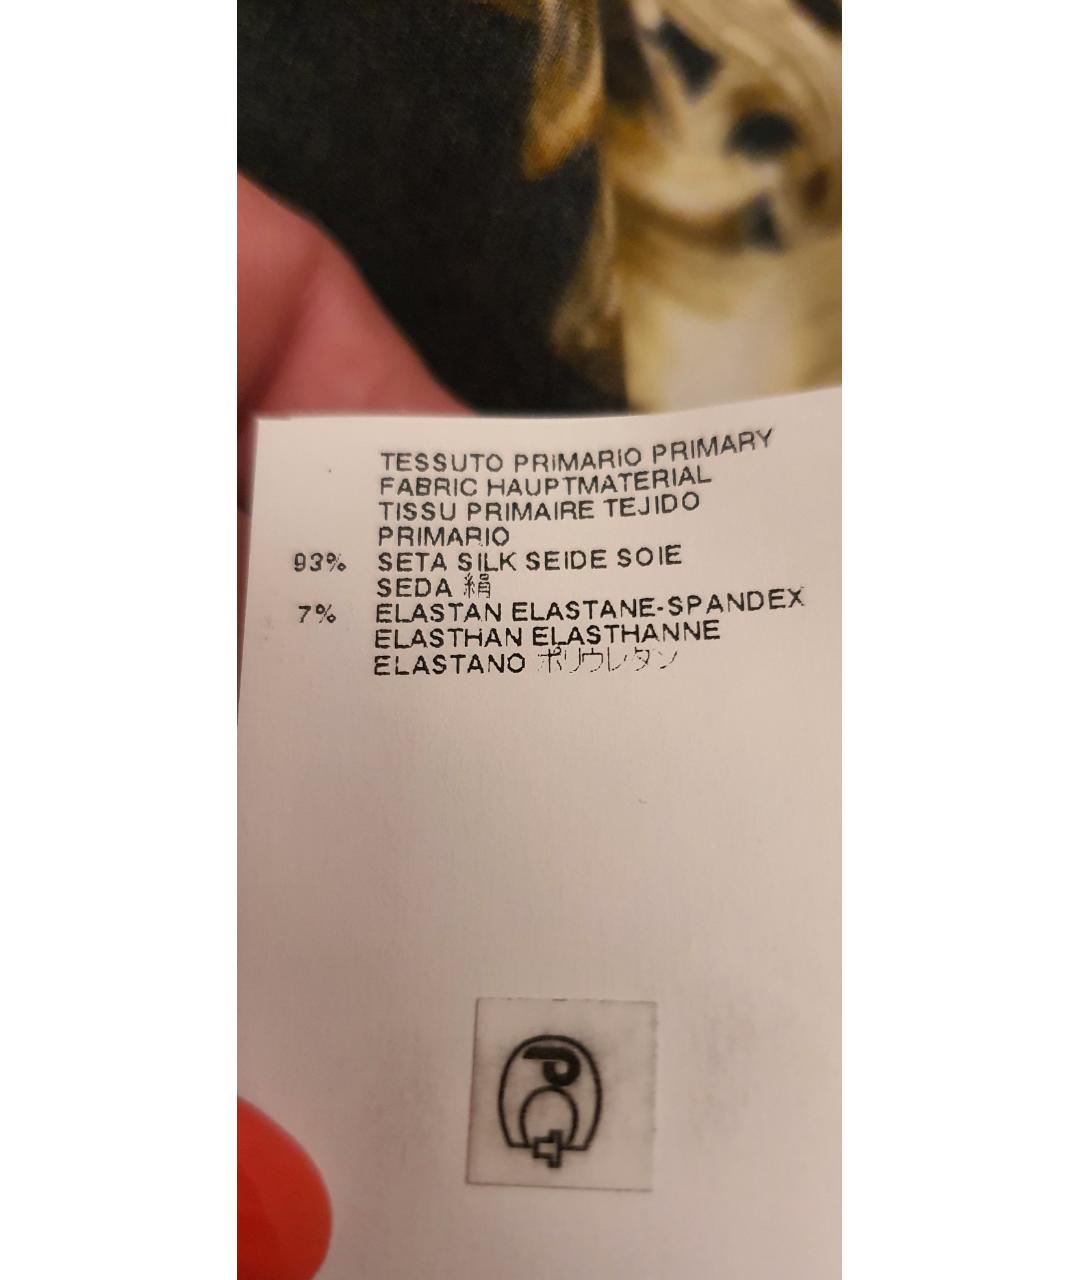 TESSUTO PRIMARIO PRIMARY
FABRIC HAUPTMATERIAL
TISSU PRIMAIRE TEJIDO
PRIMARIO
93% SETA SILK SEIDE SOIE
SEDA 絹
7% ELASTAN ELASTANE-SPANDEX
ELASTHAN ELASTHANNE
ELASTANO ポリウレタン
P